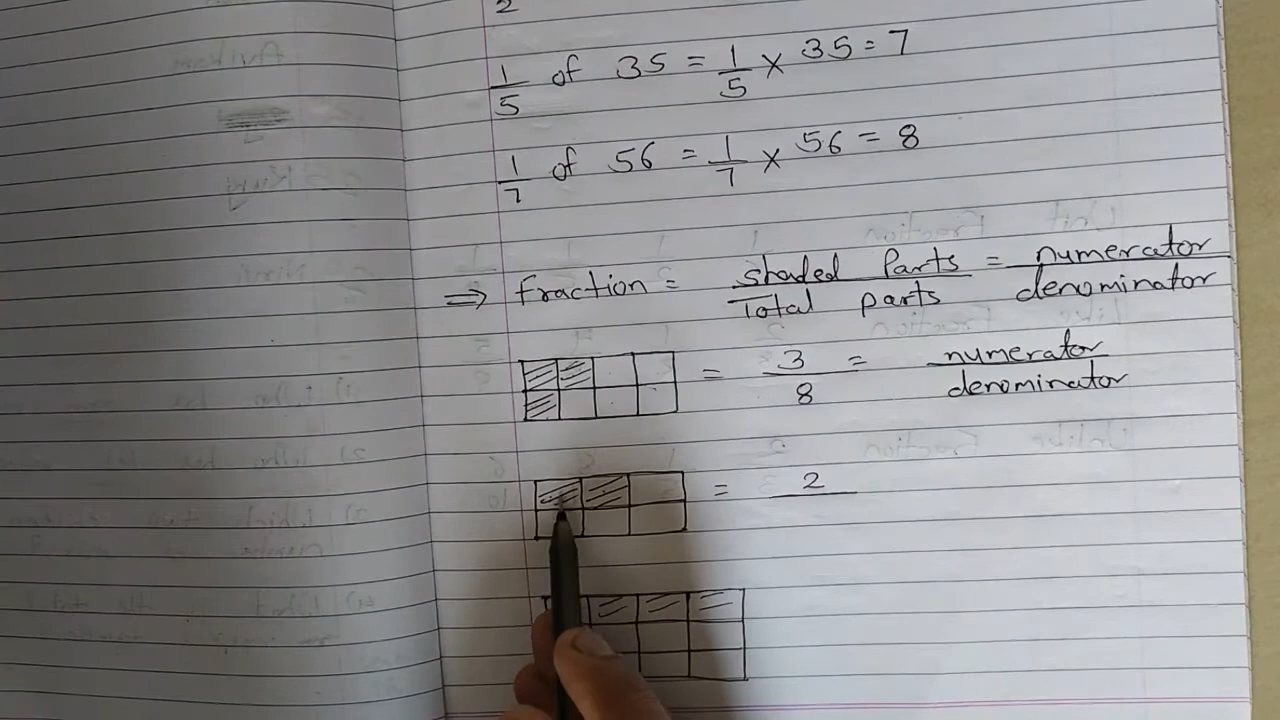 2
1/5 of 35 = 1/5 × 35 = 7
1/7 of 56 = 1/7 × 56 = 8
⇒ Fraction = shaded Parts / Total parts = numerator / denominator
= 3/8 = numerator / denominator
= 2